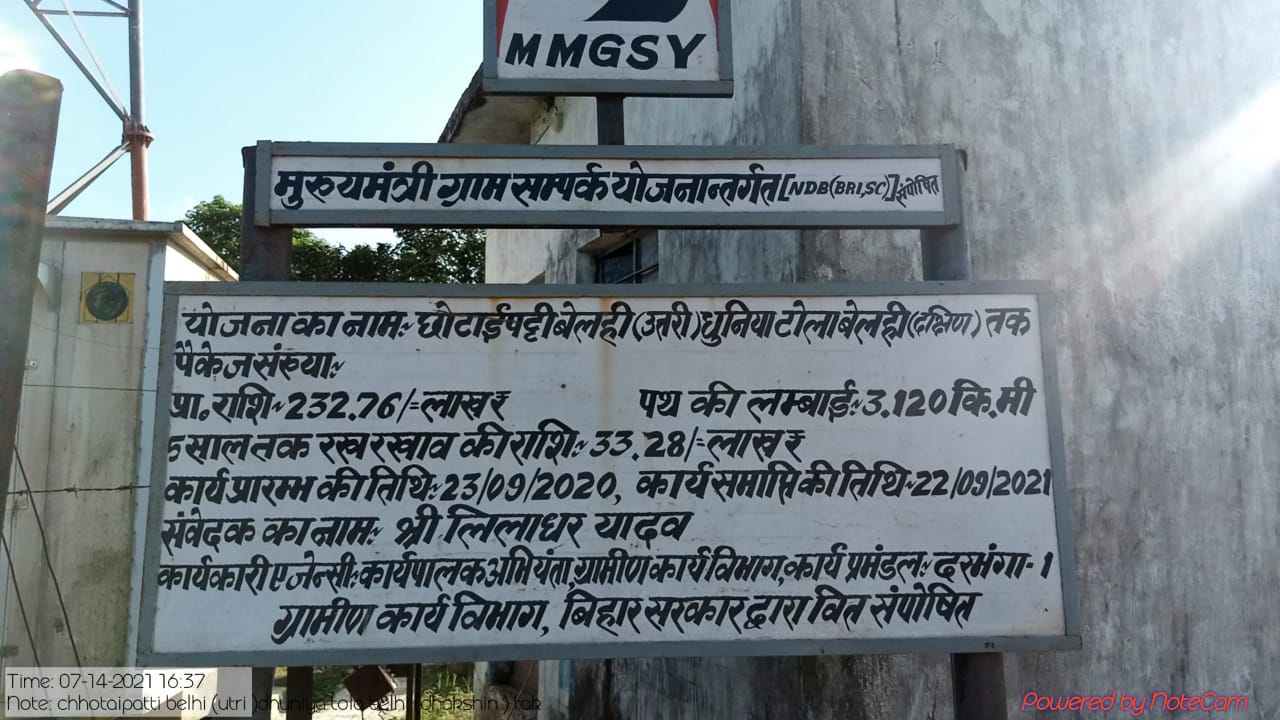 MMGSY
मुख्यमंत्री ग्राम सम्पर्क योजनान्तर्गत [NDB(BRI,SC)] संपोषित
योजना का नाम:- छौटाईपट्टी बेलही (उतरी) धुनिया टोला बेलही (दक्षिण) तक
पैकेज संख्या:-
प्रा॰ राशि:- 232.76/= लाख ₹ पथ की लम्बाई:- 3.120 कि.मी
5 साल तक रख रखाव की राशि:- 33.28/= लाख ₹
कार्य प्रारम्भ की तिथि:- 23/09/2020, कार्य समाप्ति की तिथि:- 22/09/2021
संवेदक का नाम:- श्री लिलाधर यादव
कार्यकारी एजेन्सी:- कार्यपालक अभियंता, ग्रामीण कार्य विभाग, कार्य प्रमंडल:- दरभंगा-1
ग्रामीण कार्य विभाग, बिहार सरकार द्वारा वित संपोषित
Time: 07-14-2021 16:37
Note: chhotaipatti belhi (utri )dhuniya tola belhi( dhakshin ) tak
Powered by NoteCam